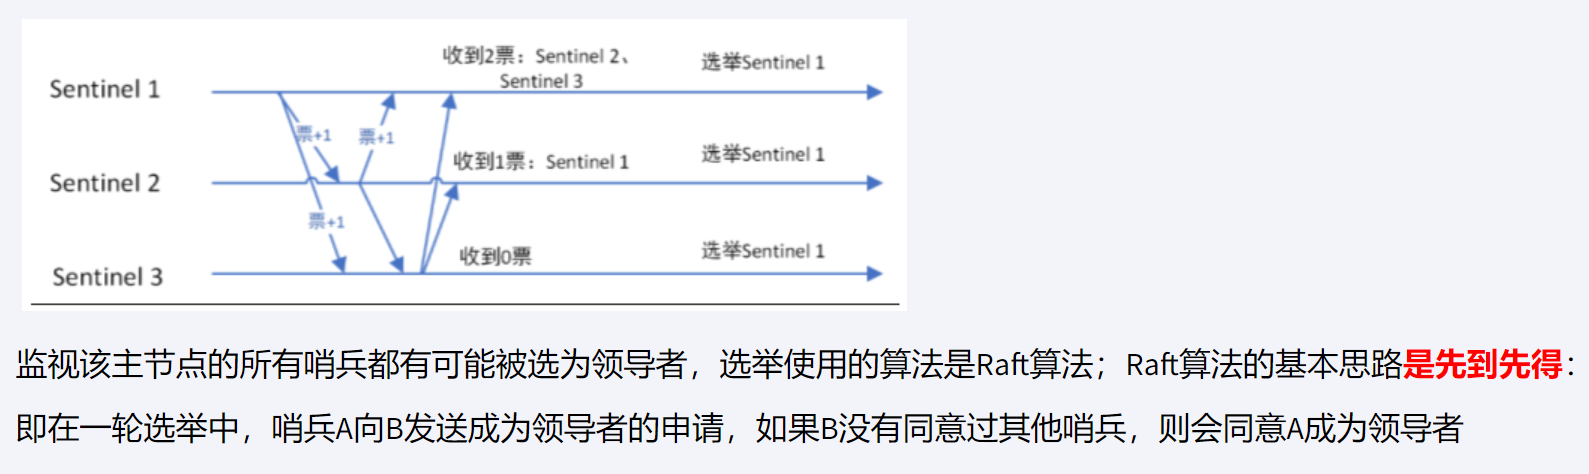 收到2票：Sentinel 2、
Sentinel 3
选举Sentinel 1
Sentinel 1
票+1
票+1
收到1票：Sentinel 1
选举Sentinel 1
Sentinel 2
票+1
收到0票
选举Sentinel 1
Sentinel 3
监视该主节点的所有哨兵都有可能被选为领导者，选举使用的算法是Raft算法；Raft算法的基本思路是先到先得：
即在一轮选举中，哨兵A向B发送成为领导者的申请，如果B没有同意过其他哨兵，则会同意A成为领导者